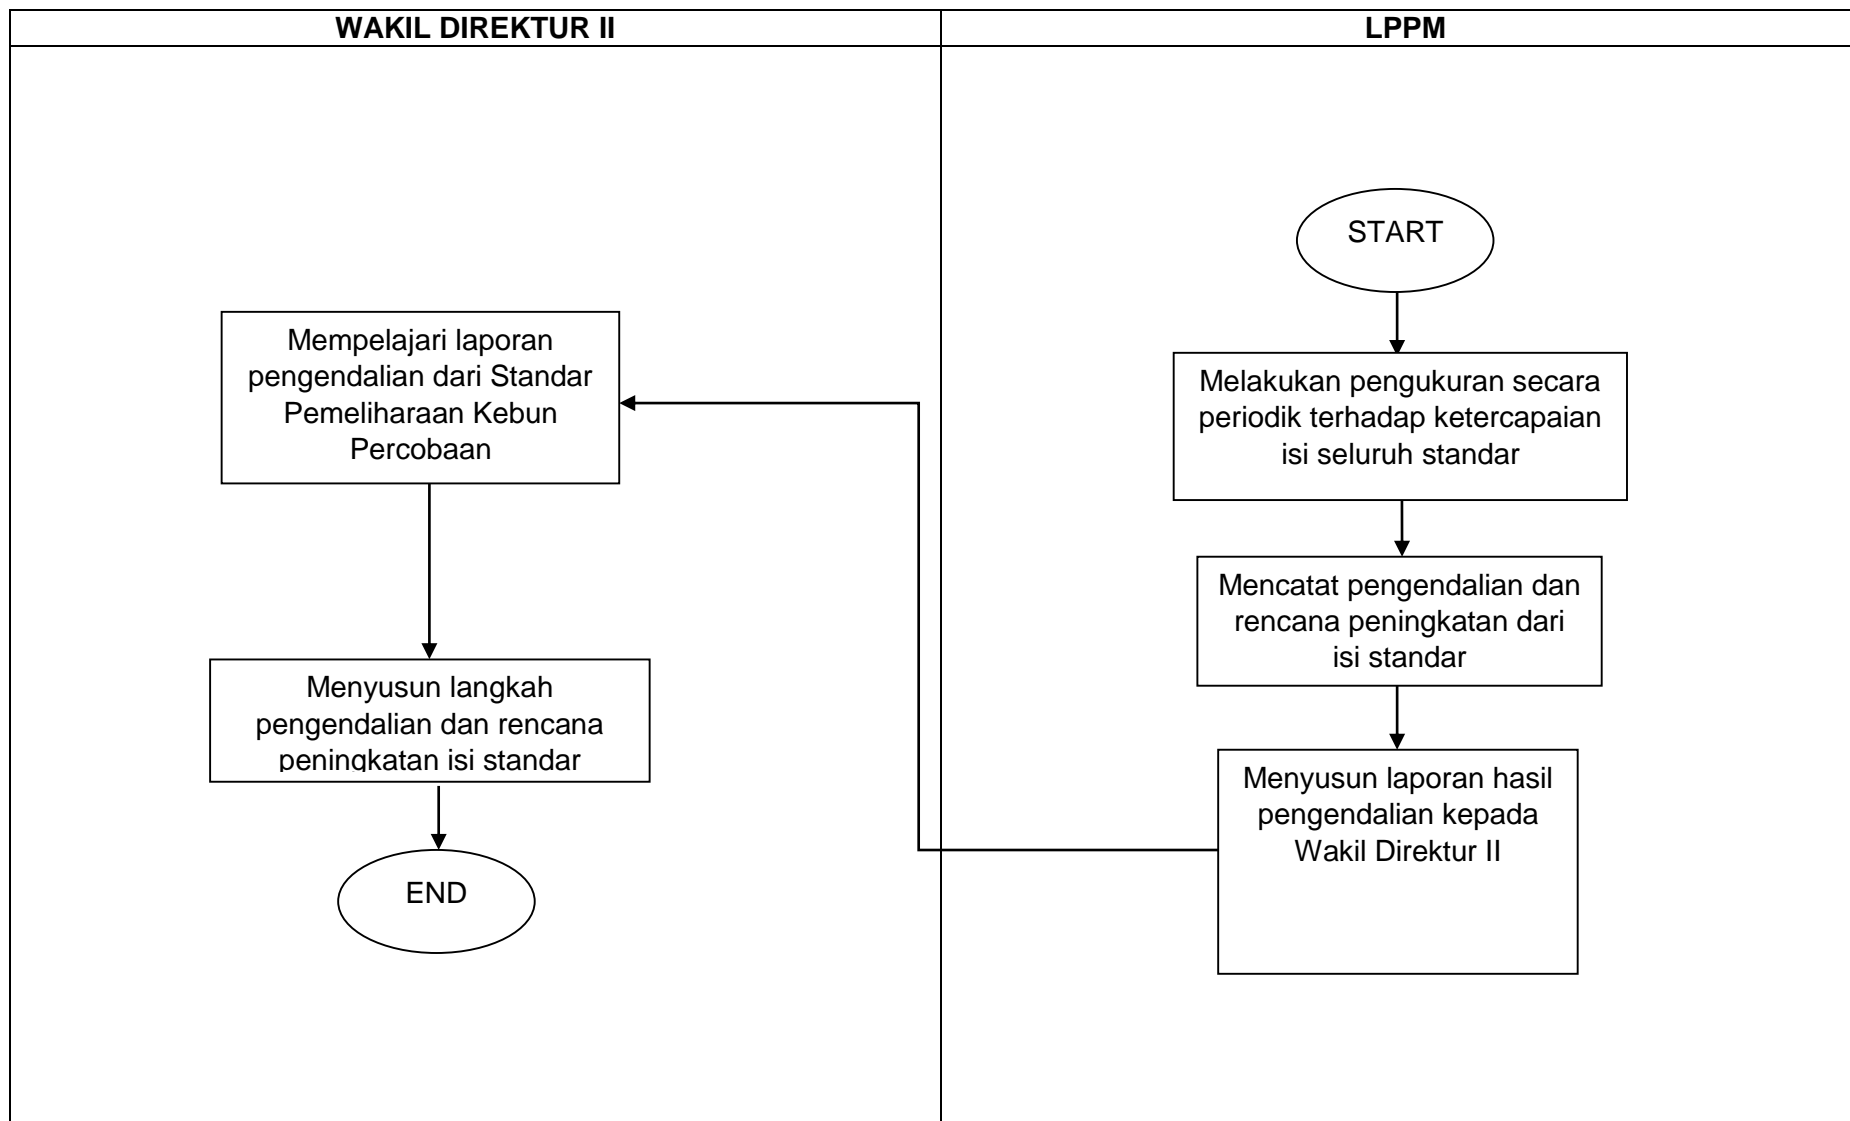 WAKIL DIREKTUR II
LPPM
START
Melakukan pengukuran secara
periodik terhadap ketercapaian
isi seluruh standar
Mencatat pengendalian dan
rencana peningkatan dari
isi standar
Menyusun laporan hasil
pengendalian kepada
Wakil Direktur II
Mempelajari laporan
pengendalian dari Standar
Pemeliharaan Kebun
Percobaan
Menyusun langkah
pengendalian dan rencana
peningkatan isi standar
END